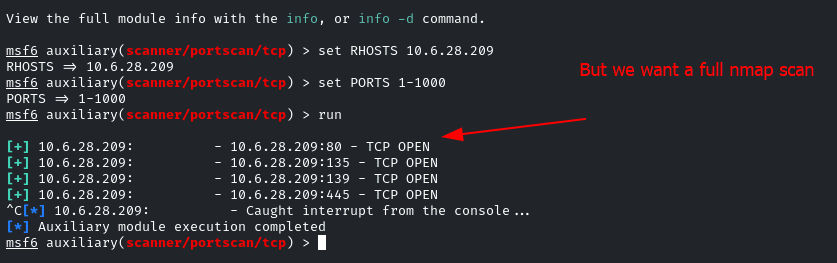 View the full module info with the info, or info -d command.
msf6 auxiliary(scanner/portscan/tcp) > set RHOSTS 10.6.28.209
RHOSTS => 10.6.28.209
But we want a full nmap scan
msf6 auxiliary(scanner/portscan/tcp) > set PORTS 1-1000
PORTS => 1-1000
msf6 auxiliary(scanner/portscan/tcp) > run
[+] 10.6.28.209:          - 10.6.28.209:80 - TCP OPEN
[+] 10.6.28.209:          - 10.6.28.209:135 - TCP OPEN
[+] 10.6.28.209:          - 10.6.28.209:139 - TCP OPEN
[+] 10.6.28.209:          - 10.6.28.209:445 - TCP OPEN
^C[*] 10.6.28.209:          - Caught interrupt from the console...
[*] Auxiliary module execution completed
msf6 auxiliary(scanner/portscan/tcp) >